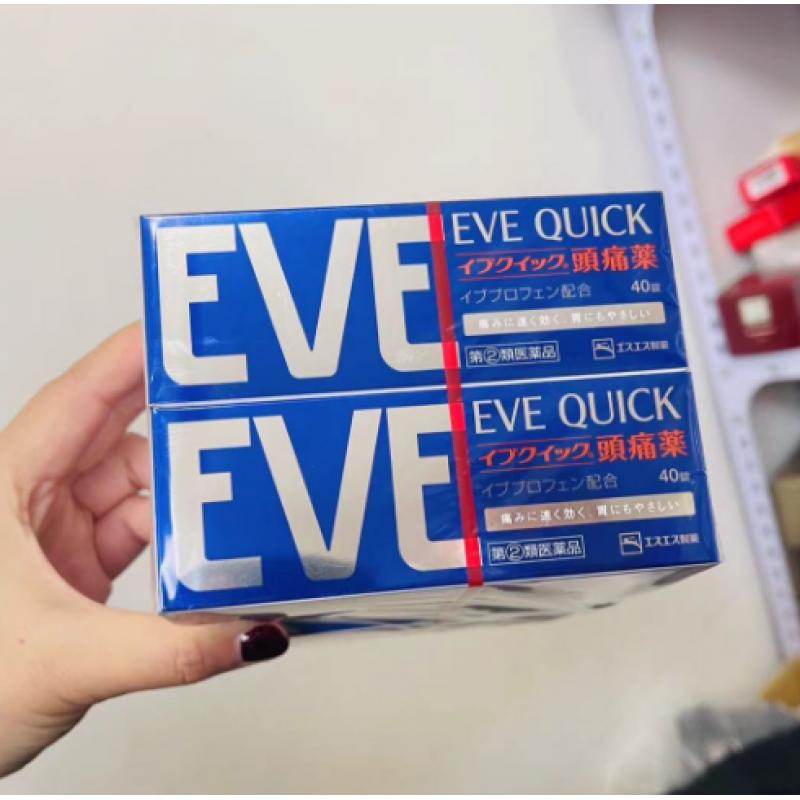 EVE
EVE QUICK
イブクイック®頭痛薬
イブプロフェン配合 40錠
痛みに速く効く、胃にもやさしい
指②類医薬品 エスエス製薬
EVE
EVE QUICK
イブクイック®頭痛薬
イブプロフェン配合 40錠
痛みに速く効く、胃にもやさしい
指②類医薬品 エスエス製薬